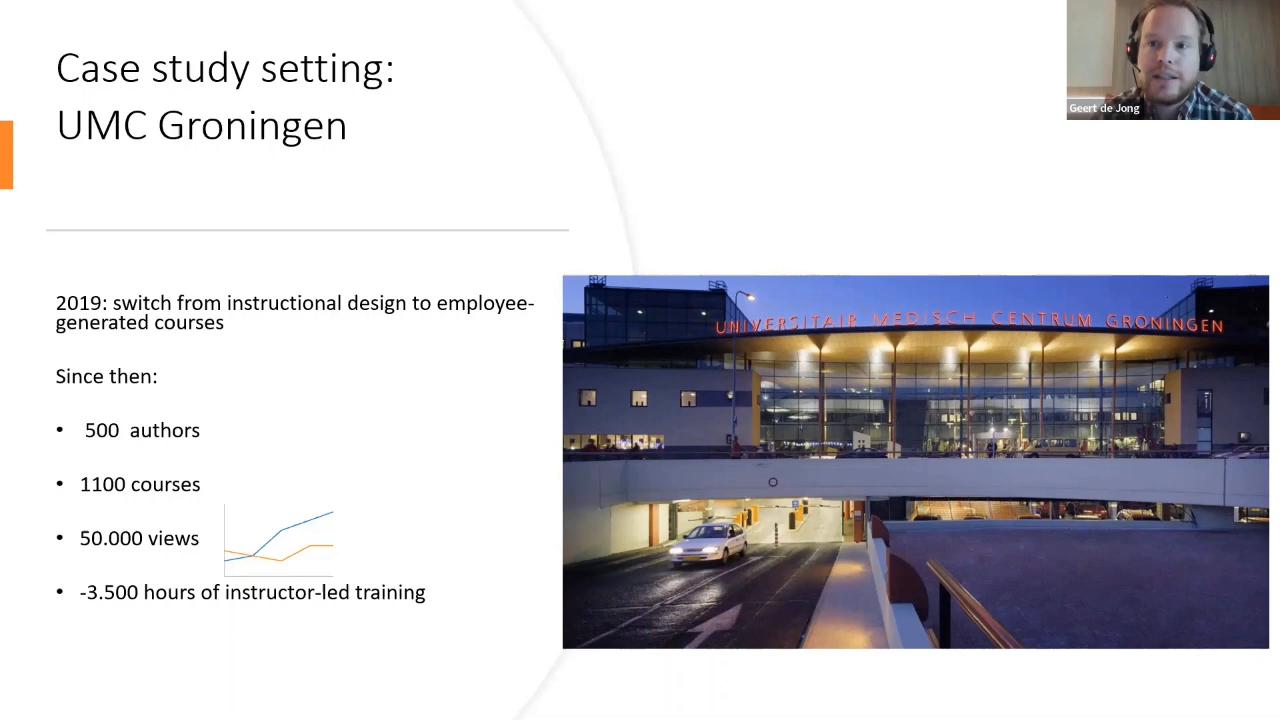 Case study setting:
UMC Groningen
Geert de Jong
2019: switch from instructional design to employee-
generated courses
Since then:
• 500 authors
• 1100 courses
• 50.000 views
• -3.500 hours of instructor-led training
UNIVERSITAIR MEDISCH CENTRUM GRONINGEN